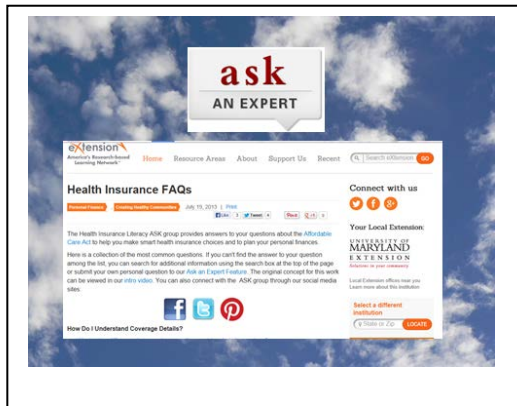 ask
AN EXPERT
eXtension
America's Research-based
Learning Network
Home Resource Areas About Support Us Recent Search eXtension GO
Health Insurance FAQs
Personal Finance Creating Healthy Communities July 19, 2013 | Print
Like Tweet Pin it +1
The Health Insurance Literacy ASK group provides answers to your questions about the Affordable
Care Act to help you make smart health insurance choices and to plan your personal finances.
Here is a collection of the most common questions. If you can't find the answer to your question
among the list, you can search for additional information using the search box at the top of the page
or submit your own personal question to our Ask an Expert Feature. The original concept for this work
can be viewed in our intro video. You can also connect with the ASK group through our social media
sites.
How Do I Understand Coverage Details?
Connect with us
Your Local Extension:
UNIVERSITY OF
MARYLAND
EXTENSION
Solutions in your community
Local Extension offices near you
Learn more about this institution
Select a different
institution
State or Zip LOCATE